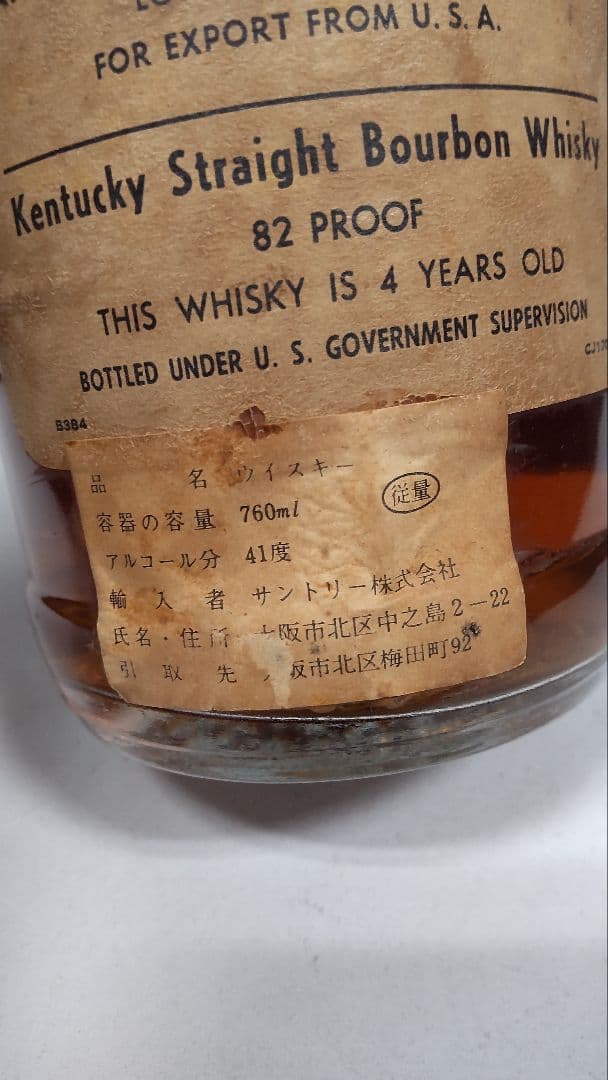 FOR EXPORT FROM U.S.A.
Kentucky Straight Bourbon Whisky
82 PROOF
THIS WHISKY IS 4 YEARS OLD
BOTTLED UNDER U. S. GOVERNMENT SUPERVISION
B384
品名 ウイスキー
容器の容量 760ml 従量
アルコール分 41度
輸入者 サントリー株式会社
氏名・住所 大阪市北区中之島2-22
引取先 阪市北区梅田町92